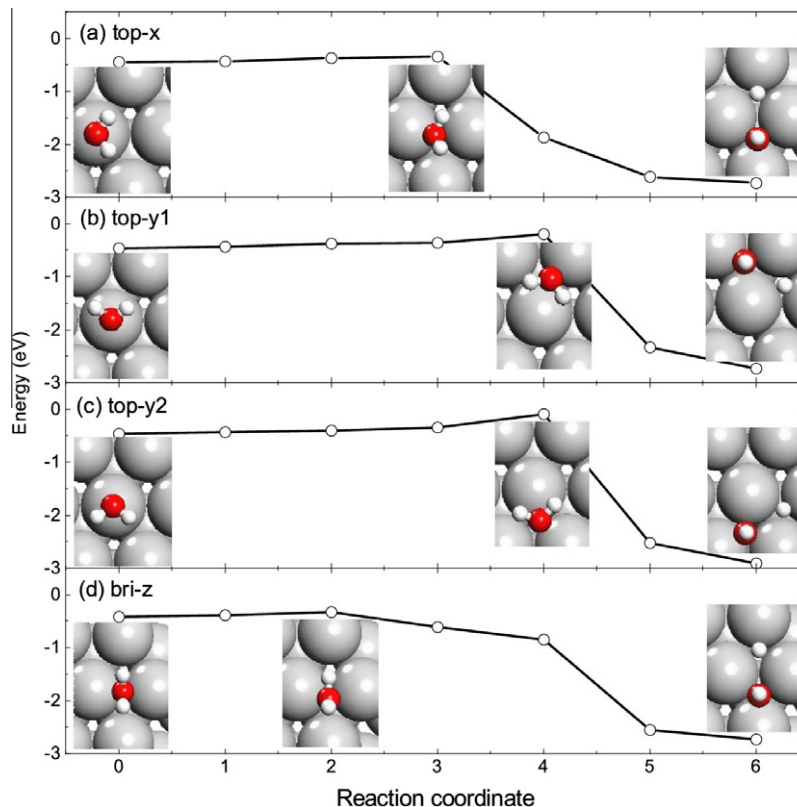 0
(a) top-x
-1
-2
-3
0
(b) top-y1
-1
-2
-3
0
(c) top-y2
-1
-2
-3
0
(d) bri-z
-1
-2
-3
Energy (eV)
0 1 2 3 4 5 6
Reaction coordinate